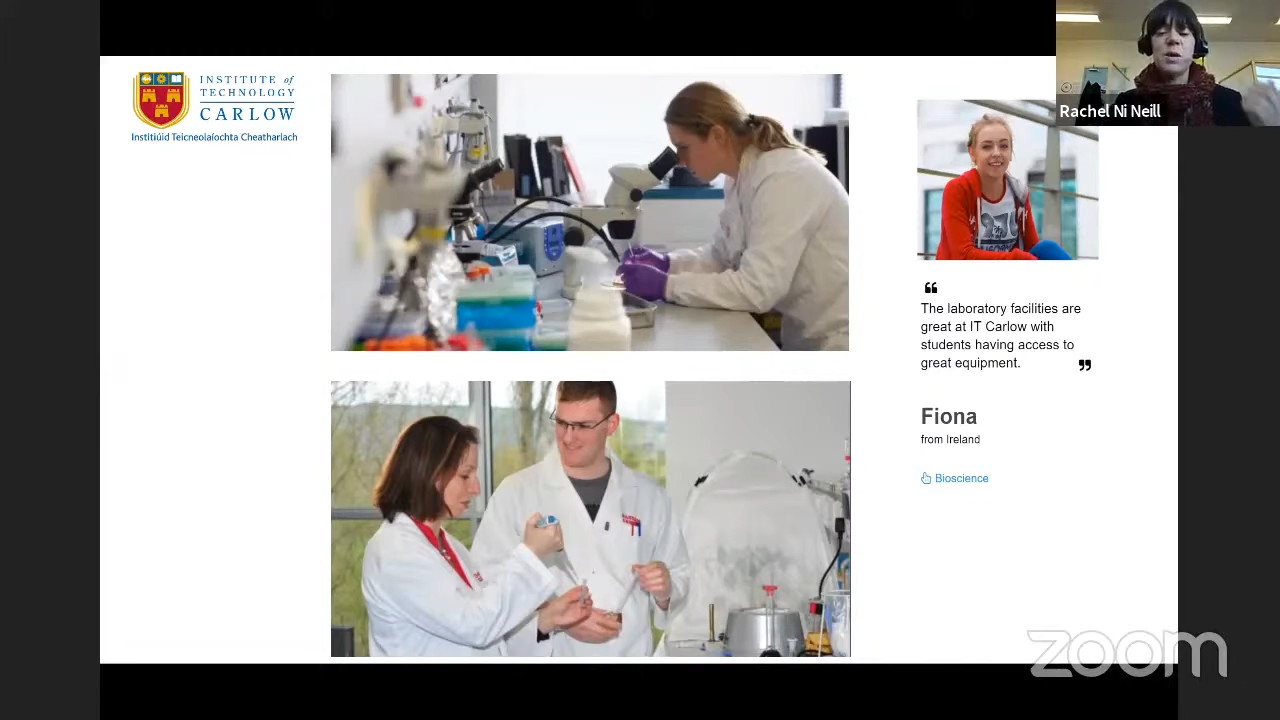 INSTITUTE of
TECHNOLOGY
CARLOW
Institiúid Teicneolaíochta Cheatharlach
Rachel Ni Neill
“
The laboratory facilities are
great at IT Carlow with
students having access to
great equipment.
”
Fiona
from Ireland
Bioscience
zoom